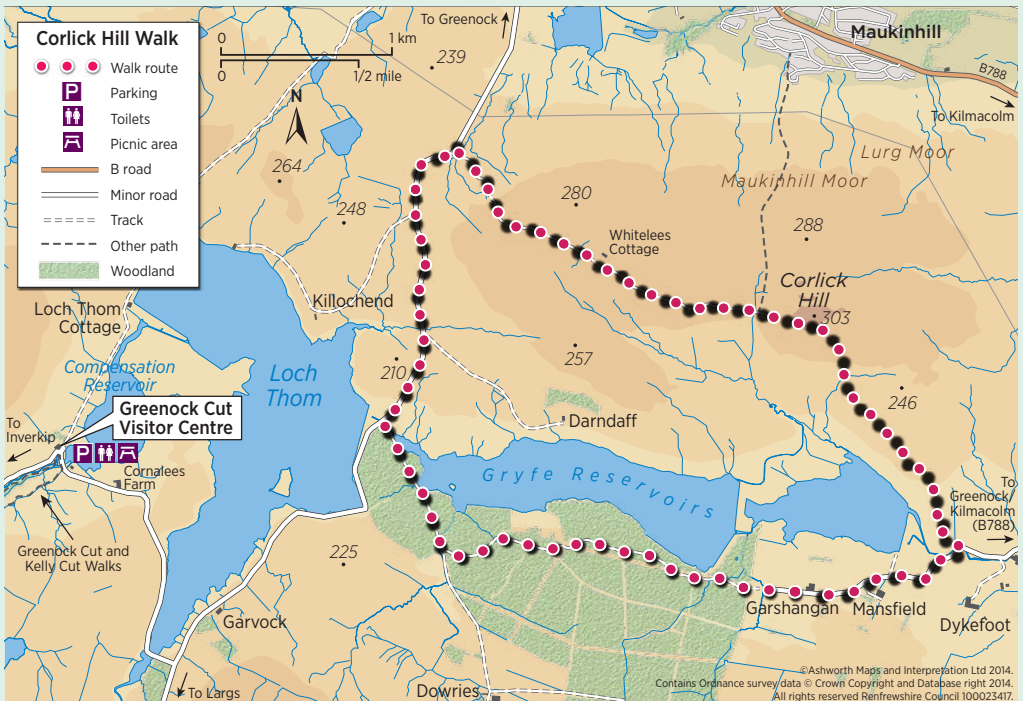 Corlick Hill Walk
Walk route
P
Parking
Toilets
Picnic area
B road
Minor road
Track
Other path
Woodland
0
1 km
0
1/2 mile
N
To Greenock
239
Maukinhill
B788
To Kilmacolm
Lurg Moor
Maukinhill Moor
264
248
280
288
Whitelees
Cottage
Corlick
Hill
303
Killochend
Loch Thom
Cottage
Compensation
Reservoir
Loch
Thom
210
257
246
Greenock Cut
Visitor Centre
To
Inverkip
P
Cornalees
Farm
Darndaff
Gryfe Reservoirs
To
Greenock/
Kilmacolm
(B788)
Greenock Cut and
Kelly Cut Walks
225
Garvock
Garshangan
Mansfield
Dykefoot
To Largs
Dowries
©Ashworth Maps and Interpretation Ltd 2014.
Contains Ordnance survey data © Crown Copyright and Database right 2014.
All rights reserved Renfrewshire Council 100023417.